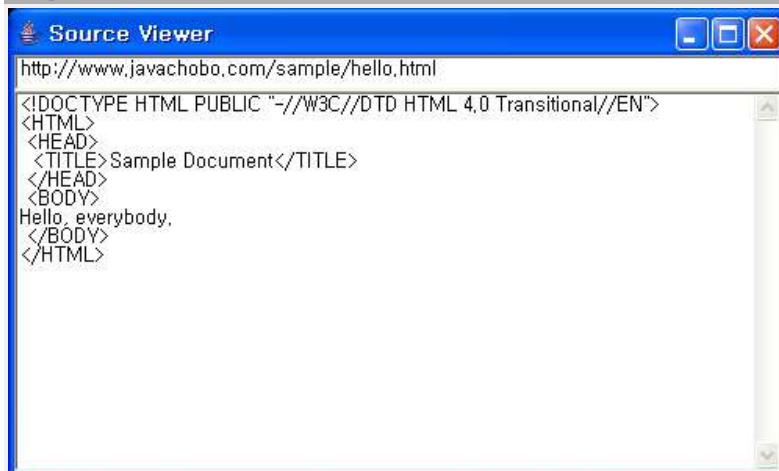 Source Viewer
http://www.javachobo.com/sample/hello.html
<!DOCTYPE HTML PUBLIC "-//W3C//DTD HTML 4.0 Transitional//EN">
<HTML>
<HEAD>
<TITLE>Sample Document</TITLE>
</HEAD>
<BODY>
Hello, everybody.
</BODY>
</HTML>